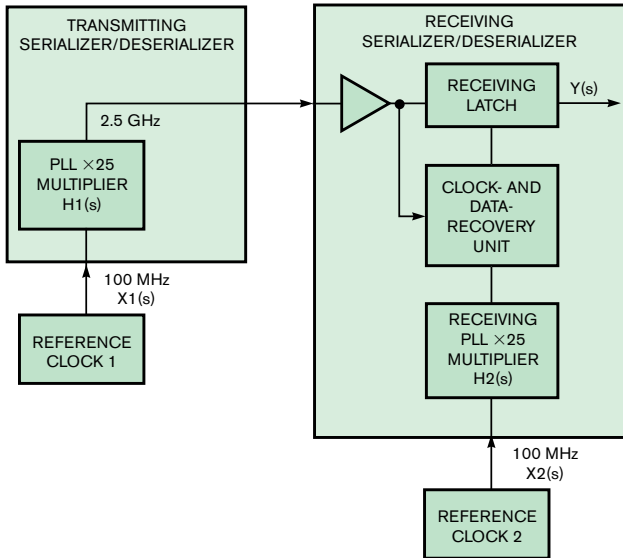 TRANSMITTING
SERIALIZER/DESERIALIZER
2.5 GHz
PLL ×25
MULTIPLIER
H1(s)
100 MHz
X1(s)
REFERENCE
CLOCK 1
RECEIVING
SERIALIZER/DESERIALIZER
RECEIVING
LATCH
Y(s)
CLOCK- AND
DATA-
RECOVERY
UNIT
RECEIVING
PLL ×25
MULTIPLIER
H2(s)
100 MHz
X2(s)
REFERENCE
CLOCK 2